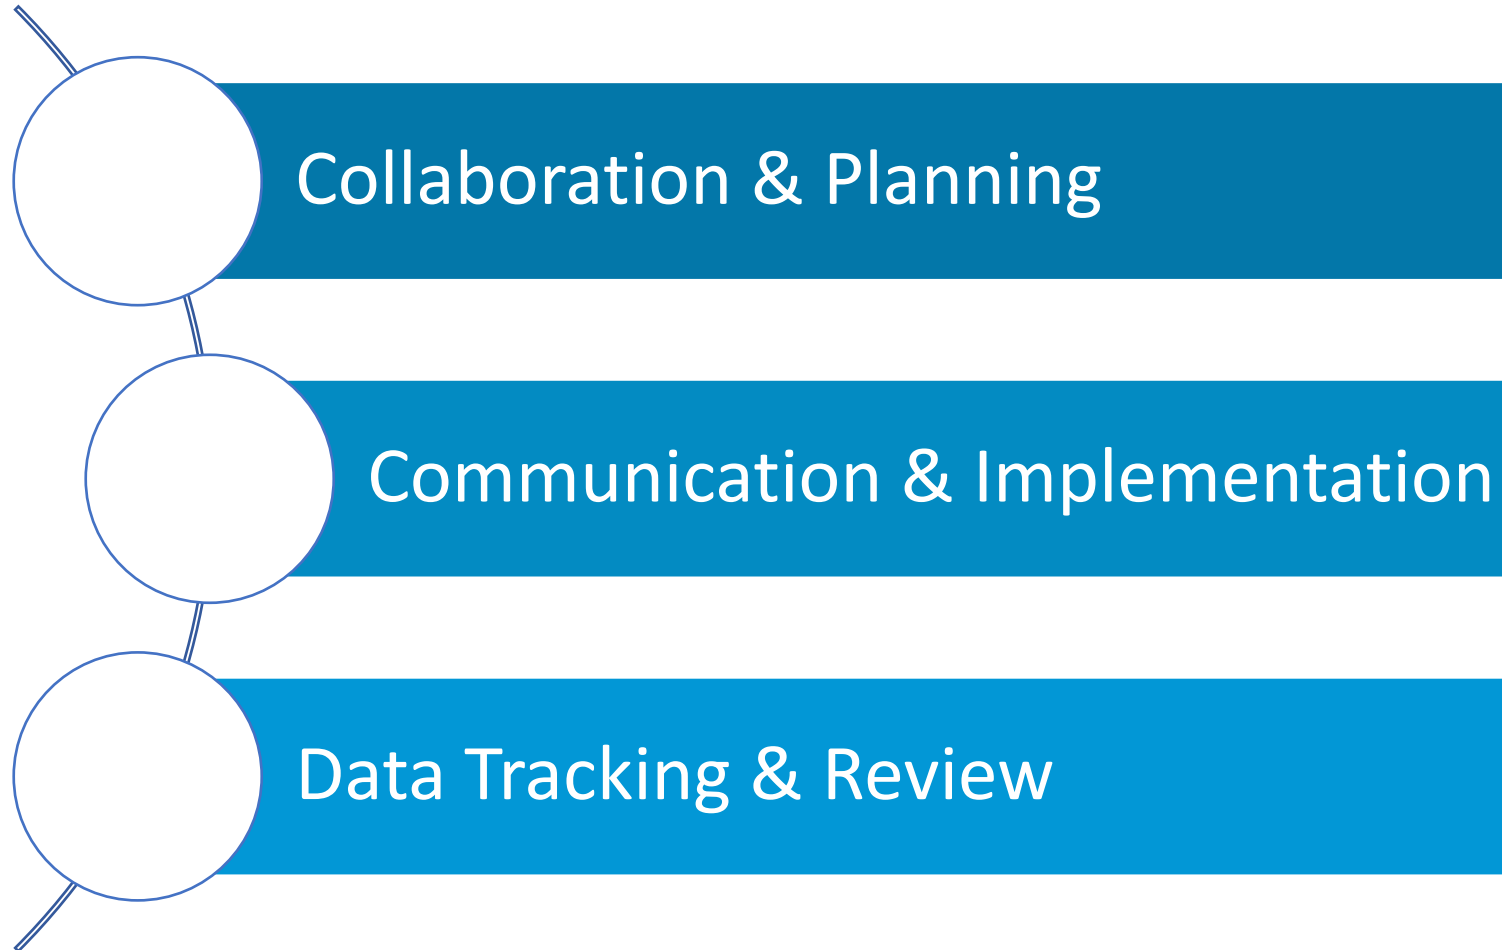 Collaboration & Planning
Communication & Implementation
Data Tracking & Review